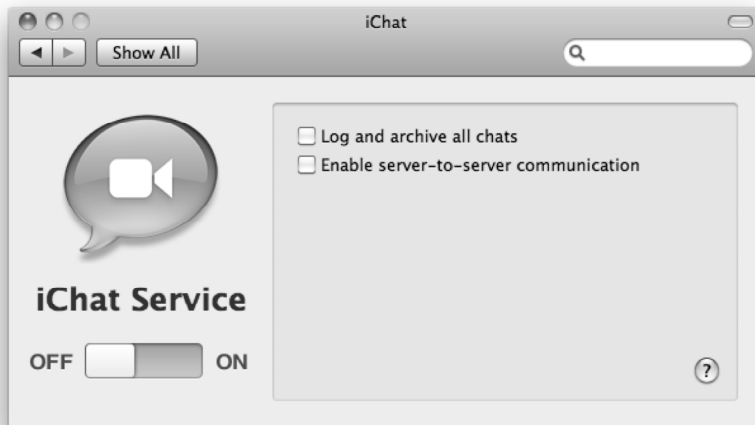 iChat
Show All
Log and archive all chats
Enable server-to-server communication
iChat Service
OFF ON
?